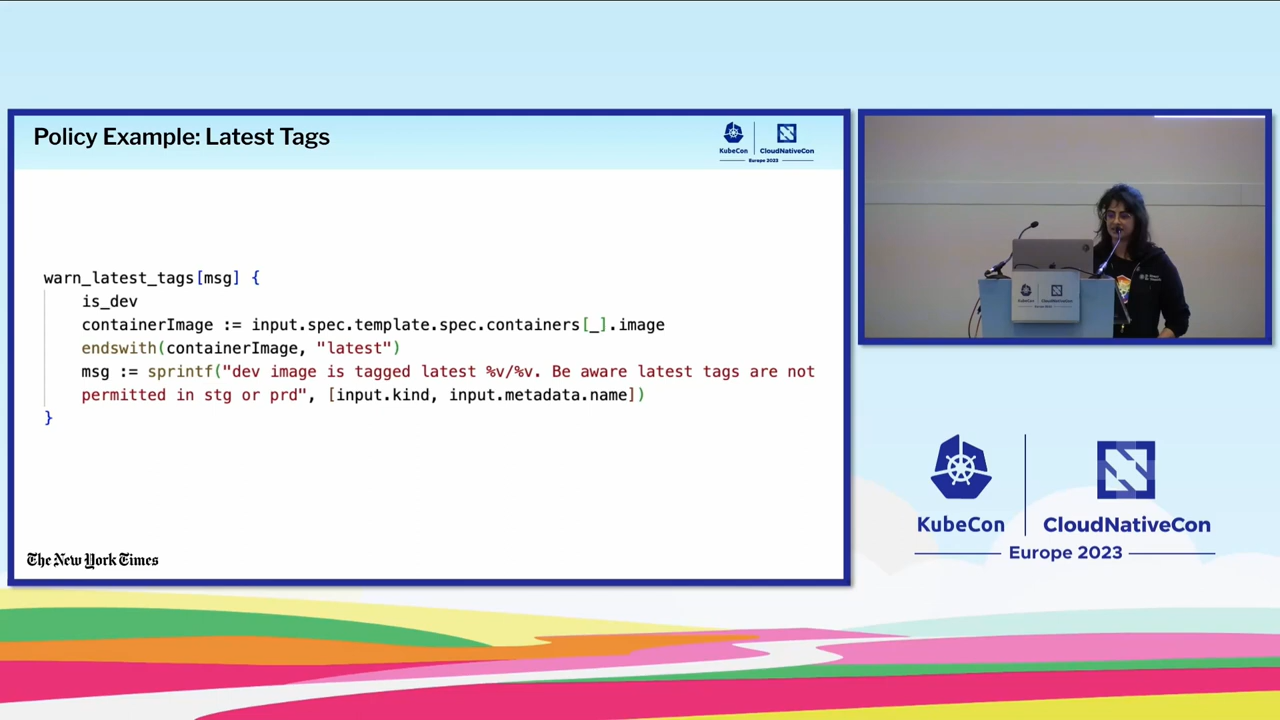 Policy Example: Latest Tags
KubeCon
CloudNativeCon
Europe 2023
warn_latest_tags[msg] {
is_dev
containerImage := input.spec.template.spec.containers[_].image
endswith(containerImage, "latest")
msg := sprintf("dev image is tagged latest %v/%v. Be aware latest tags are not
permitted in stg or prd", [input.kind, input.metadata.name])
}
The New York Times
KubeCon
CloudNativeCon
KubeCon
CloudNativeCon
Europe 2023